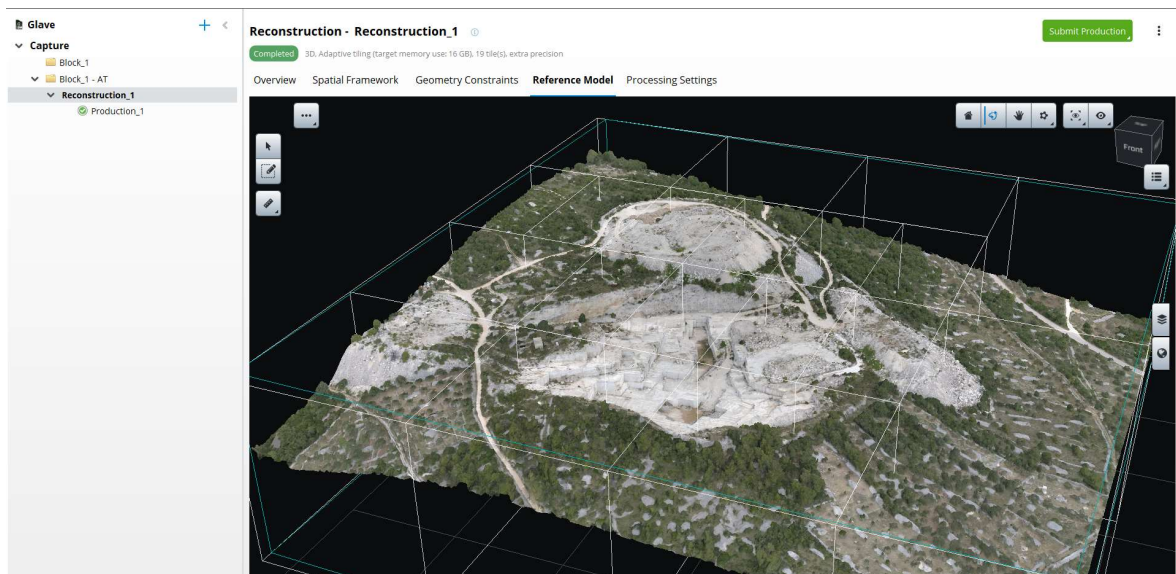 Glave
Capture
Block_1
Block_1 - AT
Reconstruction_1
Production_1
Reconstruction - Reconstruction_1
Submit Production
Completed 3D, Adaptive tiling (target memory use: 16 GB), 19 tile(s), extra precision
Overview Spatial Framework Geometry Constraints Reference Model Processing Settings
Front